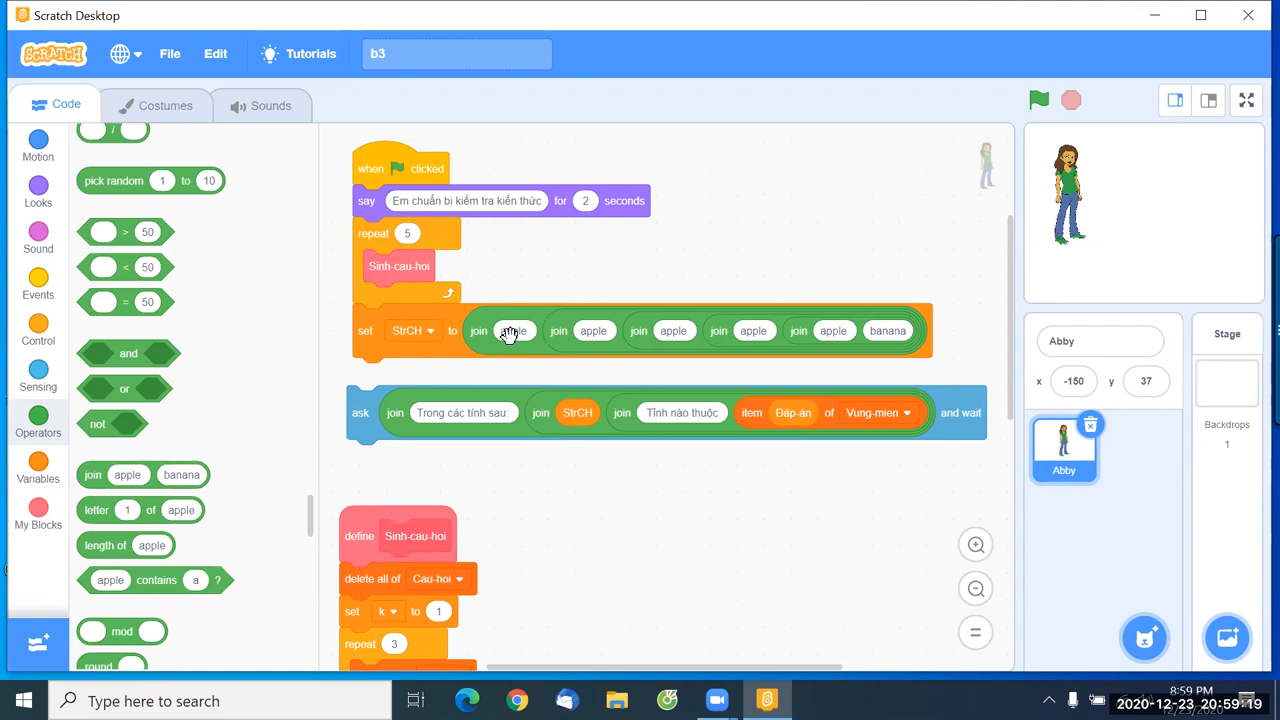 Scratch Desktop
SCRATCH File Edit Tutorials b3
Code Costumes Sounds
Motion
Looks
Sound
Events
Control
Sensing
Operators
Variables
My Blocks
/
pick random 1 to 10
> 50
< 50
= 50
and
or
not
join apple banana
letter 1 of apple
length of apple
apple contains a ?
mod
round
when clicked
say Em chuẩn bị kiểm tra kiến thức for 2 seconds
repeat 5
Sinh-cau-hoi
set StrCH to join apple join apple join apple join apple join apple banana
ask join Trong các tính sau: join StrCH join Tỉnh nào thuộc item Đáp-án of Vung-mien and wait
define Sinh-cau-hoi
delete all of Cau-hoi
set k to 1
repeat 3
Abby
x -150 y 37
Abby
Stage
Backdrops
1
Type here to search
8:59 PM
2020-12-23 20:59:19